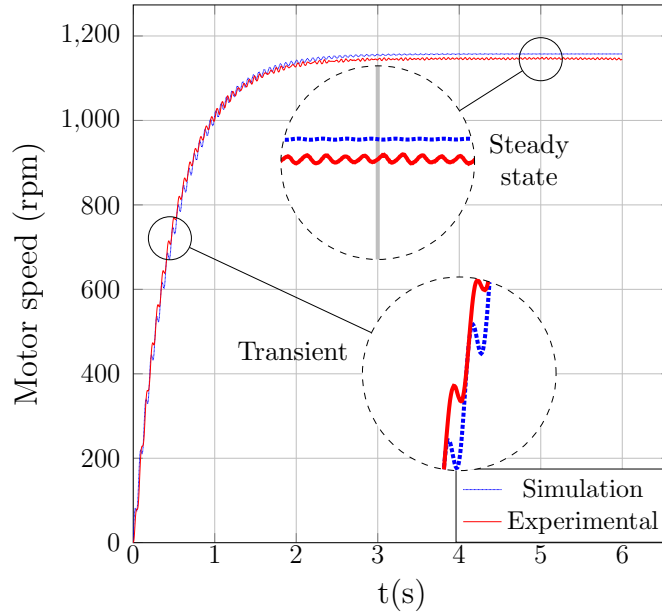 1,200
1,000
800
600
400
200
0
Motor speed (rpm)
Steady
state
Transient
Simulation
Experimental
0 1 2 3 4 5 6
t(s)